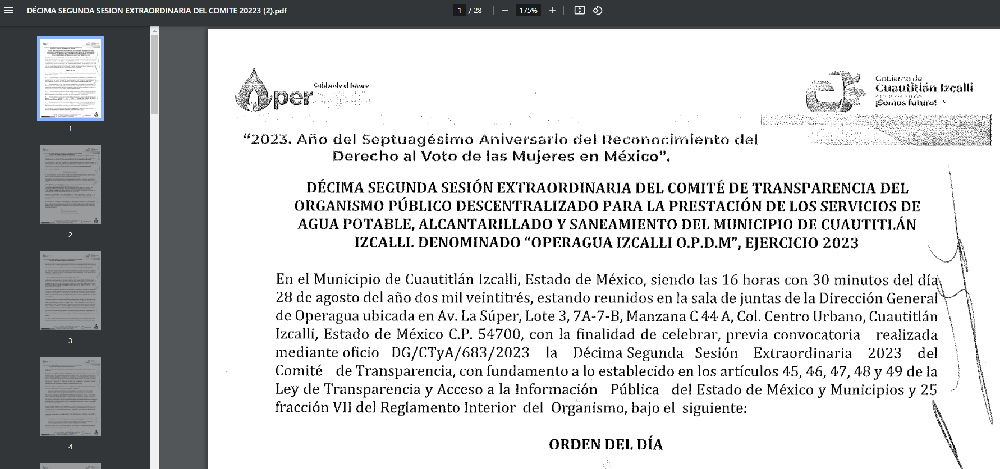 DÉCIMA SEGUNDA SESION EXTRAORDINARIA DEL COMITE 20223 (2).pdf
1 / 28
175%
1
2
3
4
per
Cuidando el futuro
Gobierno de
Cuautitlán Izcalli
¡Somos futuro!
“2023. Año del Septuagésimo Aniversario del Reconocimiento del
Derecho al Voto de las Mujeres en México”.
DÉCIMA SEGUNDA SESIÓN EXTRAORDINARIA DEL COMITÉ DE TRANSPARENCIA DEL
ORGANISMO PÚBLICO DESCENTRALIZADO PARA LA PRESTACIÓN DE LOS SERVICIOS DE
AGUA POTABLE, ALCANTARILLADO Y SANEAMIENTO DEL MUNICIPIO DE CUAUTITLÁN
IZCALLI. DENOMINADO “OPERAGUA IZCALLI O.P.D.M”, EJERCICIO 2023
En el Municipio de Cuautitlán Izcalli, Estado de México, siendo las 16 horas con 30 minutos del día
28 de agosto del año dos mil veintitrés, estando reunidos en la sala de juntas de la Dirección General
de Operagua ubicada en Av. La Súper, Lote 3, 7A-7-B, Manzana C 44 A, Col. Centro Urbano, Cuautitlán
Izcalli, Estado de México C.P. 54700, con la finalidad de celebrar, previa convocatoria realizada
mediante oficio DG/CTyA/683/2023 la Décima Segunda Sesión Extraordinaria 2023 del
Comité de Transparencia, con fundamento a lo establecido en los artículos 45, 46, 47, 48 y 49 de la
Ley de Transparencia y Acceso a la Información Pública del Estado de México y Municipios y 25
fracción VII del Reglamento Interior del Organismo, bajo el siguiente:
ORDEN DEL DÍA